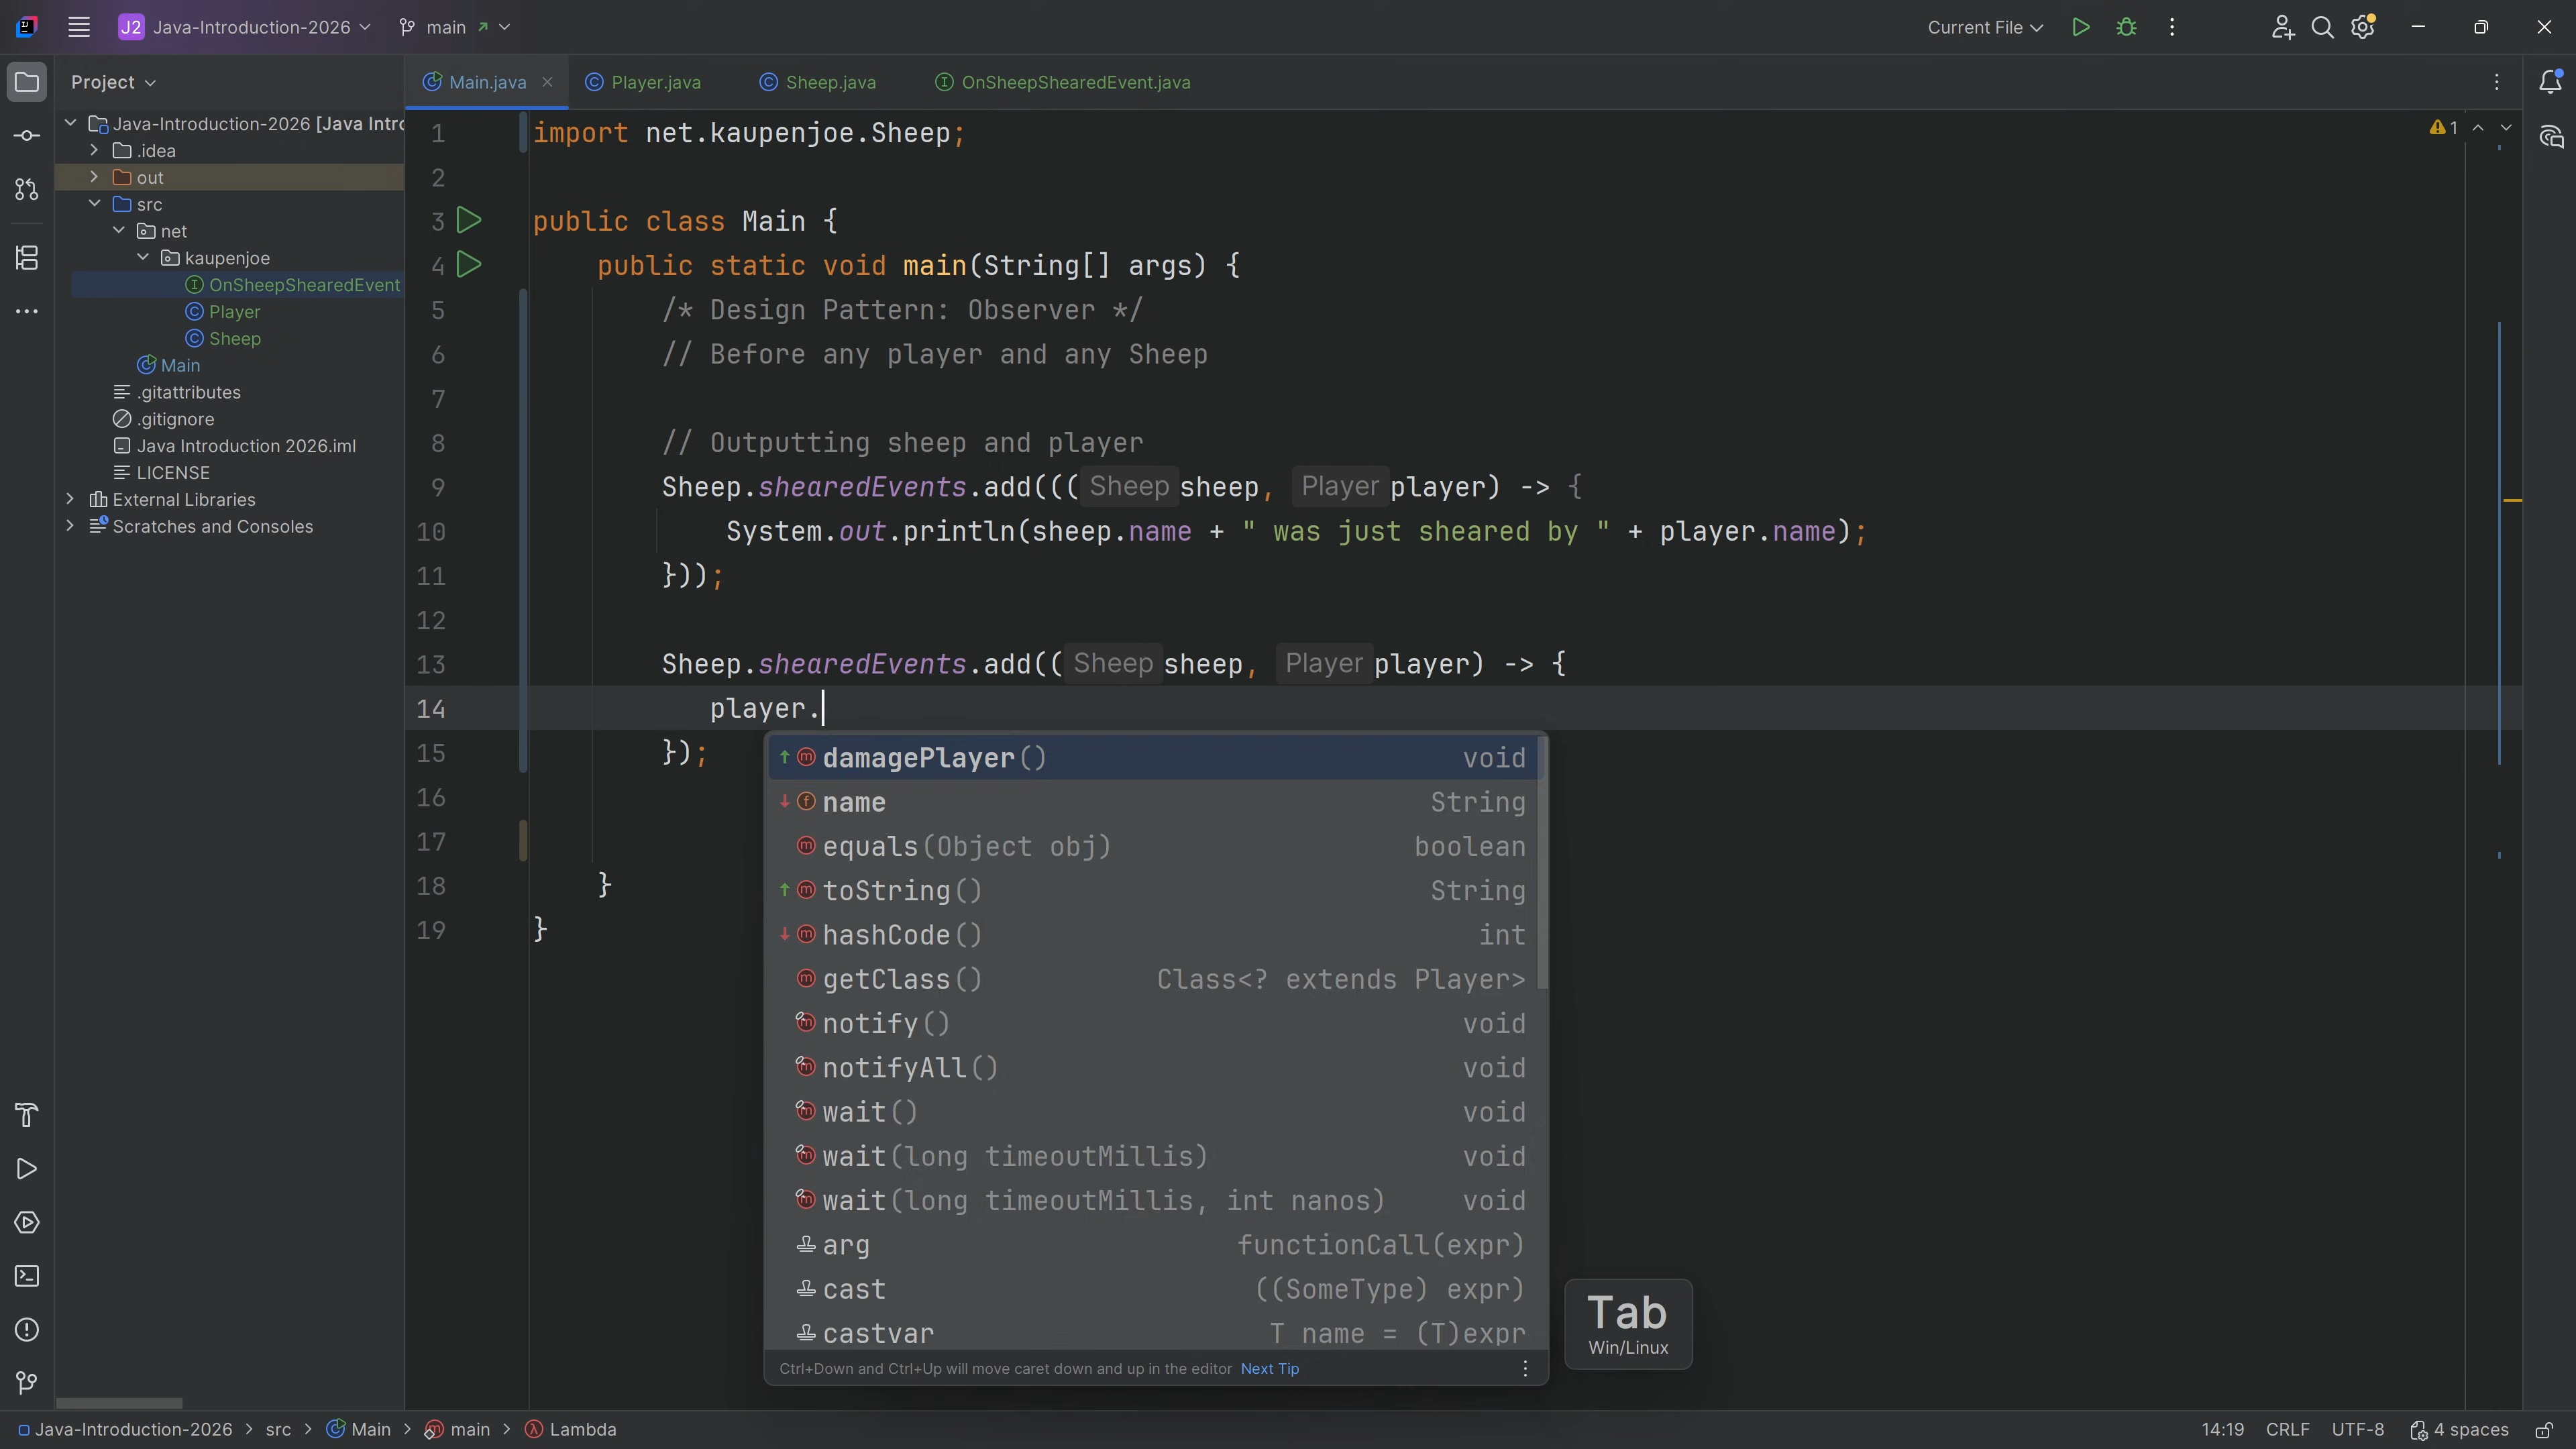 J2 Java-Introduction-2026 main Current File
Project
Main.java Player.java Sheep.java OnSheepShearedEvent.java
Java-Introduction-2026 [Java Intro
.idea
out
src
net
kaupenjoe
OnSheepShearedEvent
Player
Sheep
Main
.gitattributes
.gitignore
Java Introduction 2026.iml
LICENSE
External Libraries
Scratches and Consoles
1 import net.kaupenjoe.Sheep;
2
3 public class Main {
4 public static void main(String[] args) {
5 /* Design Pattern: Observer */
6 // Before any player and any Sheep
7
8 // Outputting sheep and player
9 Sheep.shearedEvents.add(((Sheep sheep, Player player) -> {
10 System.out.println(sheep.name + " was just sheared by " + player.name);
11 }));
12
13 Sheep.shearedEvents.add((Sheep sheep, Player player) -> {
14 player.
15 });
16
17
18 }
19 }
1
damagePlayer() void
name String
equals(Object obj) boolean
toString() String
hashCode() int
getClass() Class<? extends Player>
notify() void
notifyAll() void
wait() void
wait(long timeoutMillis) void
wait(long timeoutMillis, int nanos) void
arg functionCall(expr)
cast ((SomeType) expr)
castvar T name = (T)expr
Ctrl+Down and Ctrl+Up will move caret down and up in the editor Next Tip
Tab
Win/Linux
Java-Introduction-2026 > src > Main > main > Lambda
14:19 CRLF UTF-8 4 spaces